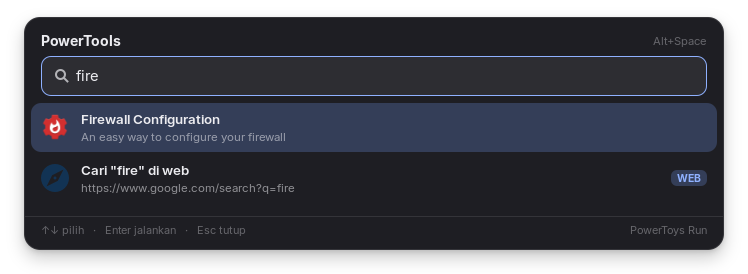 PowerTools Alt+Space
fire
Firewall Configuration
An easy way to configure your firewall
Cari "fire" di web
https://www.google.com/search?q=fire WEB
↑↓ pilih · Enter jalankan · Esc tutup PowerToys Run